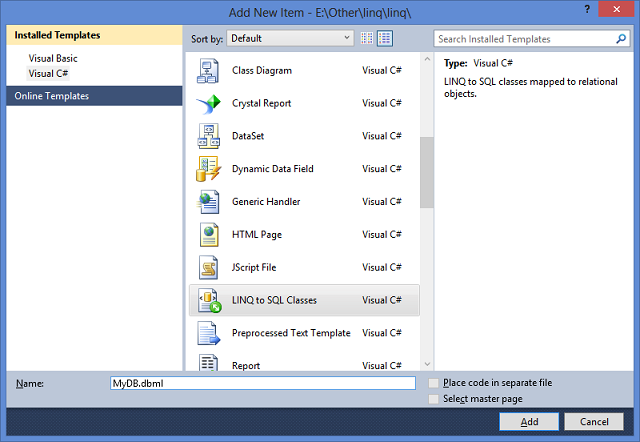 Add New Item - E:\Other\linq\linq\
Installed Templates
Visual Basic
Visual C#
Online Templates
Sort by: Default
Search Installed Templates
Class Diagram Visual C#
Crystal Report Visual C#
DataSet Visual C#
Dynamic Data Field Visual C#
Generic Handler Visual C#
HTML Page Visual C#
JScript File Visual C#
LINQ to SQL Classes Visual C#
Preprocessed Text Template Visual C#
Report Visual C#
Type: Visual C#
LINQ to SQL classes mapped to relational
objects.
Name: MyDB.dbml
Place code in separate file
Select master page
Add Cancel